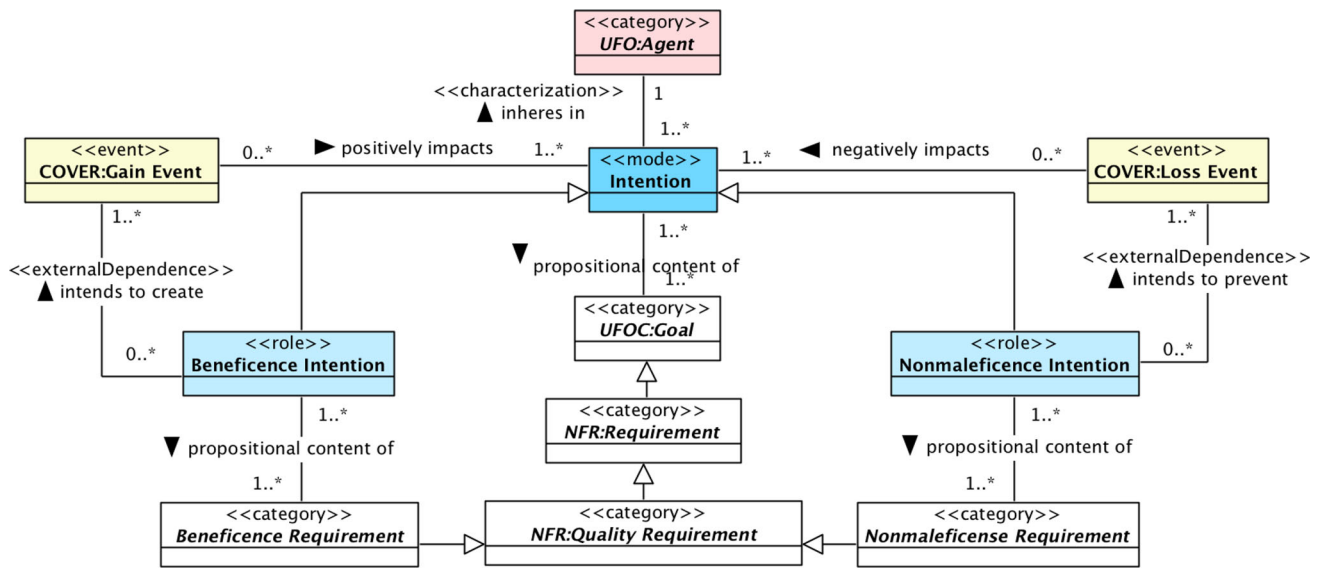 <<category>>
UFO:Agent
<<characterization>>
inheres in
1
1..*
<<event>>
COVER:Gain Event
0..*
positively impacts
1..*
<<mode>>
Intention
1..*
negatively impacts
0..*
<<event>>
COVER:Loss Event
1..*
<<externalDependence>>
intends to create
0..*
1..*
propositional content of
1..*
1..*
<<externalDependence>>
intends to prevent
0..*
<<category>>
UFOC:Goal
<<role>>
Beneficence Intention
<<role>>
Nonmaleficence Intention
1..*
propositional content of
1..*
<<category>>
NFR:Requirement
1..*
propositional content of
1..*
<<category>>
Beneficence Requirement
<<category>>
NFR:Quality Requirement
<<category>>
Nonmaleficense Requirement